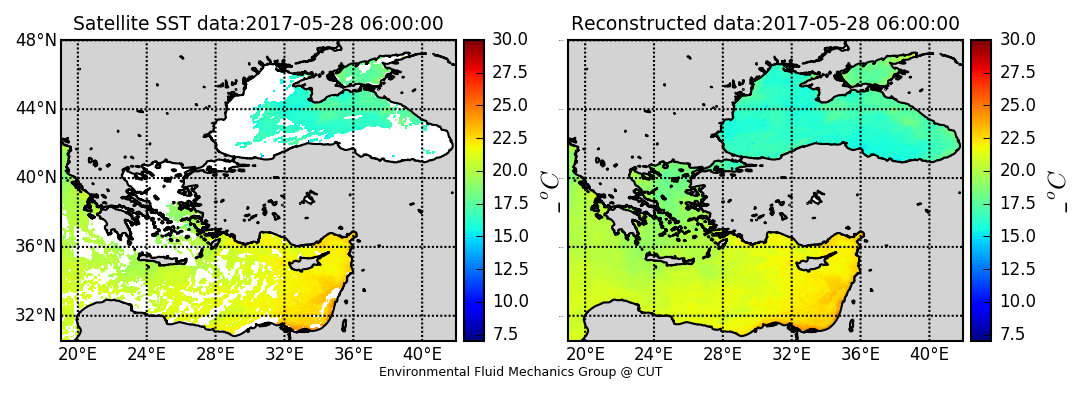 Satellite SST data:2017-05-28 06:00:00
48°N
44°N
40°N
36°N
32°N
20°E 24°E 28°E 32°E 36°E 40°E
30.0
27.5
25.0
22.5
20.0
17.5
15.0
12.5
10.0
7.5
_°C
Reconstructed data:2017-05-28 06:00:00
20°E 24°E 28°E 32°E 36°E 40°E
30.0
27.5
25.0
22.5
20.0
17.5
15.0
12.5
10.0
7.5
_°C
Environmental Fluid Mechanics Group @ CUT